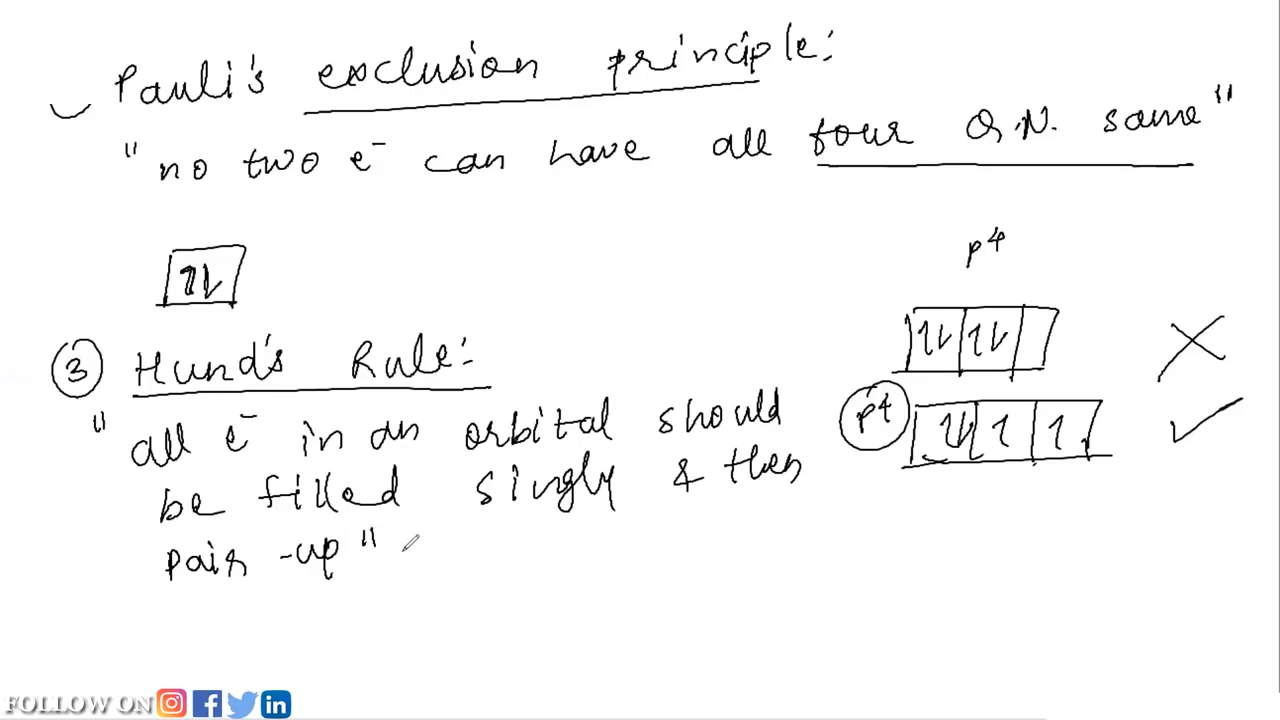 Pauli's exclusion principle:
"no two e⁻ can have all four Q.N. same"
p⁴
③ Hund's Rule:
"all e⁻ in an orbital should
be filled singly & then
pair-up"
p⁴
FOLLOW ON